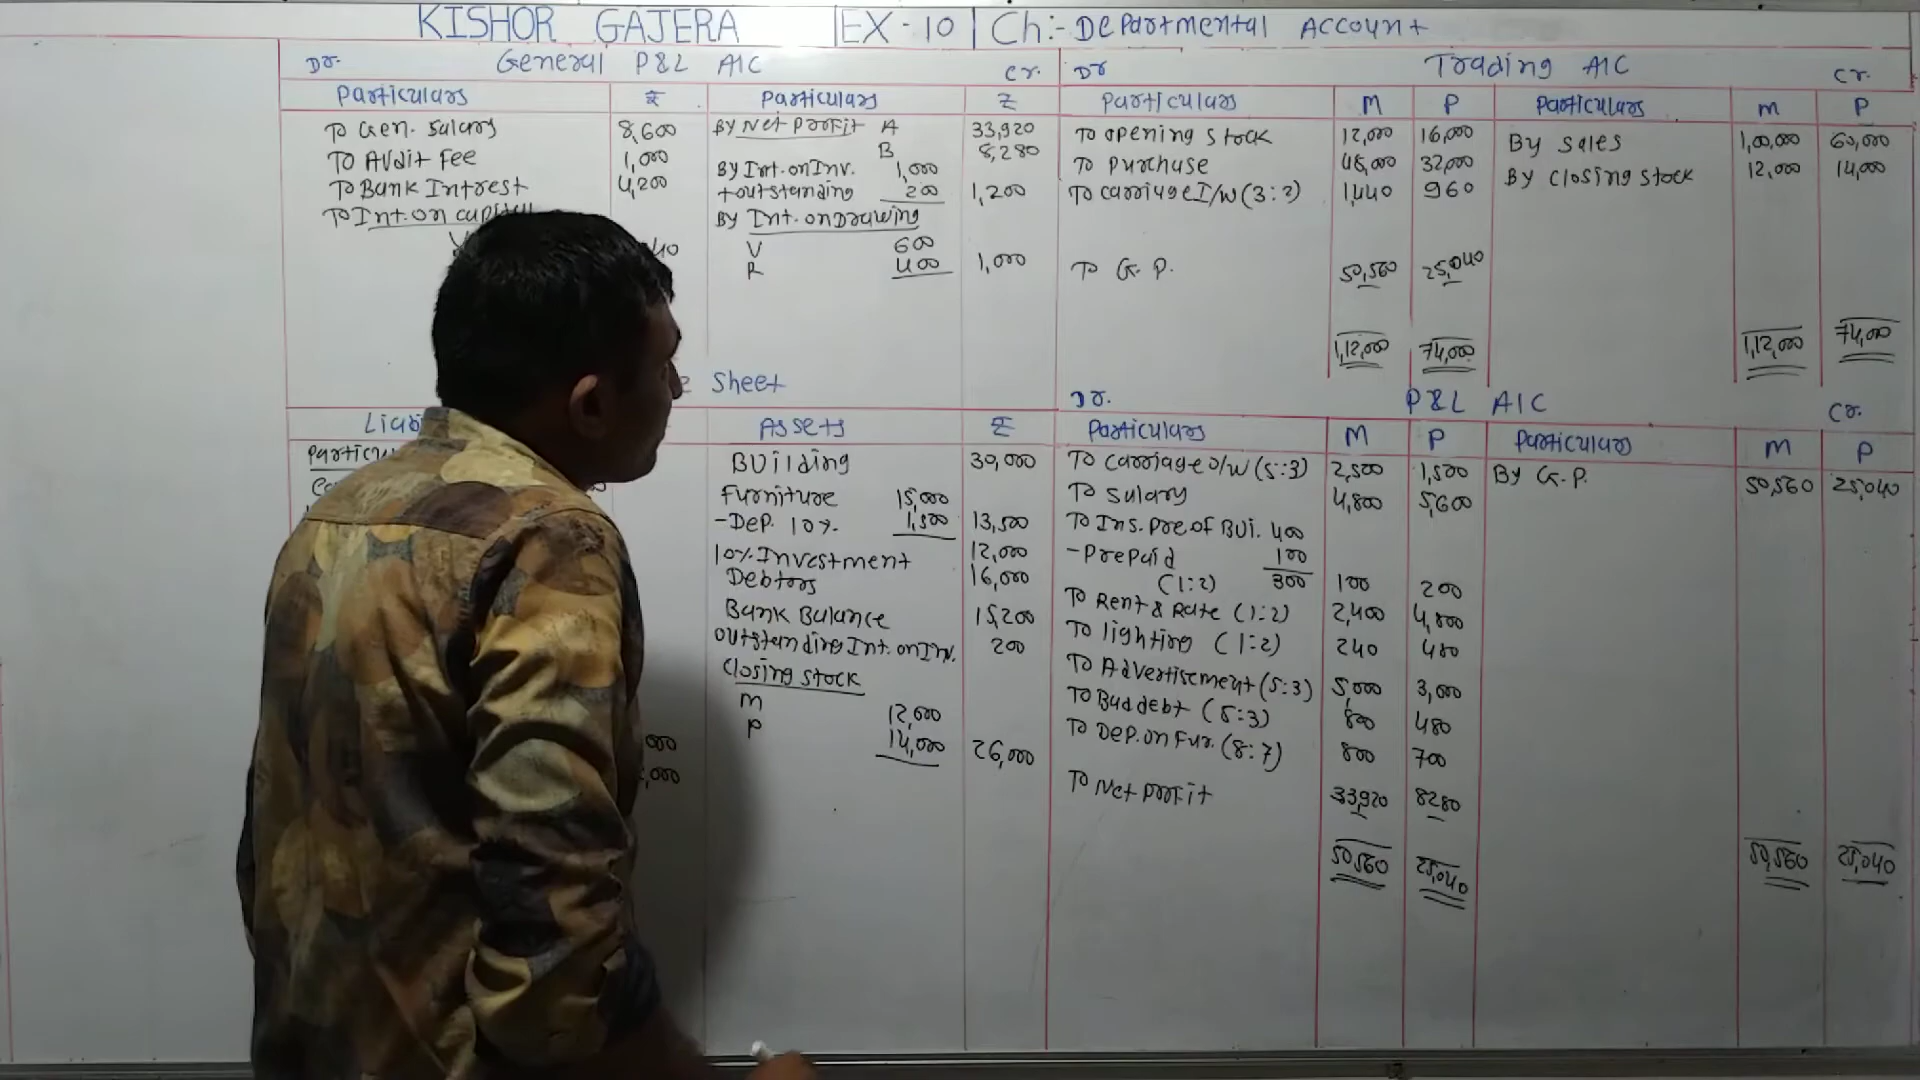 KISHOR GAJERA EX-10 Ch:- Departmental Account
Dr. General P&L A/C Cr.
Particulars ₹ Particulars ₹
To Gen. Salary 8,600 By Net Profit A 33,920
B 8,280
To Audit Fee 1,000 By Int. on Inv. 1,000
To Bank Intrest 4,200 + outstanding 200 1,200
To Int. on By Int. on Drawing
V 600
R 400 1,000
Sheet
Assets ₹
Building 30,000
Furniture 15,000
- Dep. 10%. 1,500 13,500
10%. Investment 12,000
Debtors 16,000
Bank Balance 15,200
Outstanding Int. on Inv. 200
Closing Stock
M 12,000
P 14,000 26,000
Dr Trading A/C Cr.
Particulars M P Particulars M P
To opening Stock 12,000 16,000 By Sales 1,00,000 60,000
To Purchase 48,000 32,000 By Closing Stock 12,000 14,000
To Carriage I/W (3:2) 1,440 960
To G.P. 50,560 25,040
1,12,000 74,000 1,12,000 74,000
Dr. P&L A/C Cr.
Particulars M P Particulars M P
To Carriage O/W (5:3) 2,500 1,500 By G.P. 50,560 25,040
To Salary 4,800 5,600
To Ins. Pre. of Bui. 400
- Prepaid 100
(1:2) 300 100 200
To Rent & Rate (1:2) 2,400 4,800
To lighting (1:2) 240 480
To Advertisement (5:3) 5,000 3,000
To Bad debt (5:3) 800 480
To Dep. on Fur. (8:7) 800 700
To Net Profit 33,920 8280
50,560 25,040 50,560 25,040